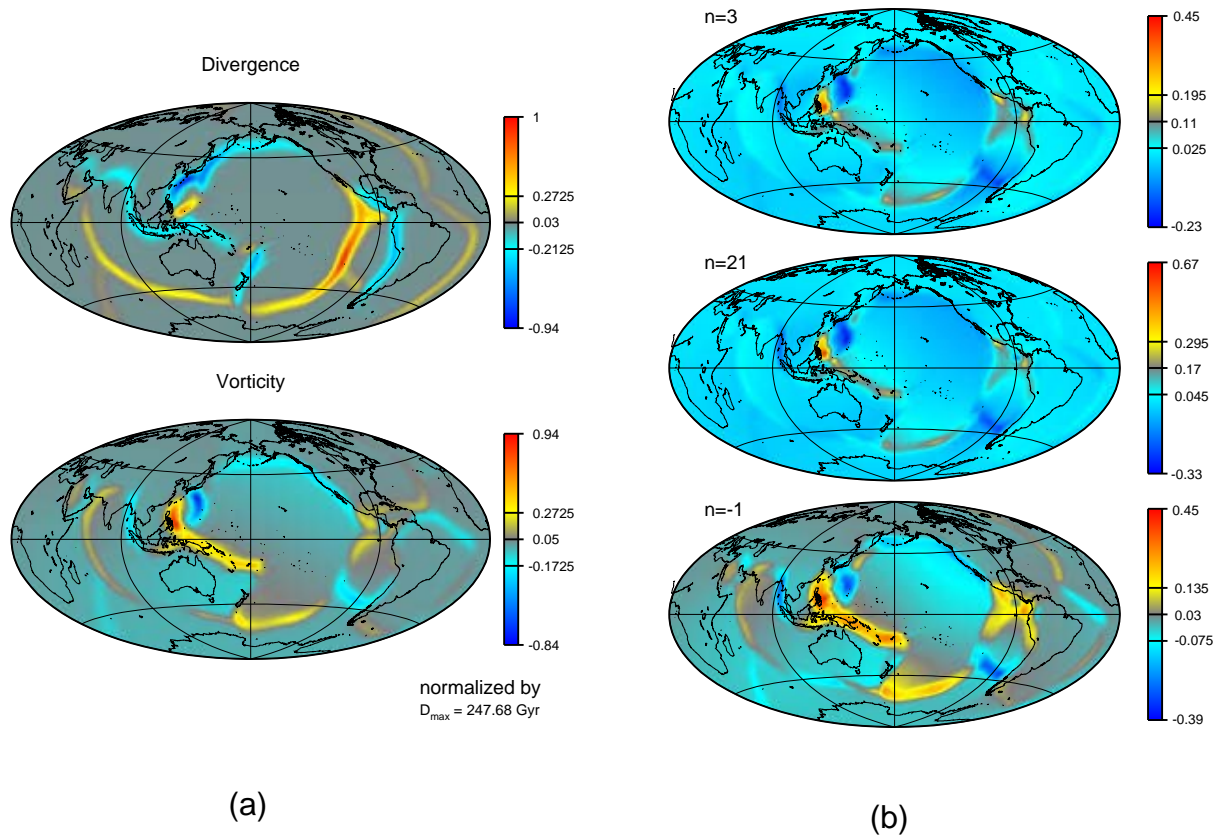 Divergence
1
0.2725
0.03
-0.2125
-0.94
Vorticity
0.94
0.2725
0.05
-0.1725
-0.84
normalized by
Dmax = 247.68 Gyr
(a)
n=3
0.45
0.195
0.11
0.025
-0.23
n=21
0.67
0.295
0.17
0.045
-0.33
n=-1
0.45
0.135
0.03
-0.075
-0.39
(b)